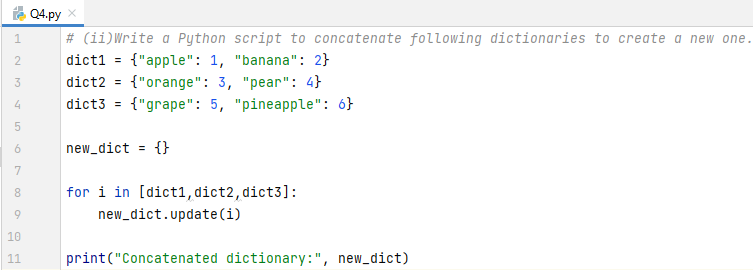 Q4.py
1 # (ii)Write a Python script to concatenate following dictionaries to create a new one.
2 dict1 = {"apple": 1, "banana": 2}
3 dict2 = {"orange": 3, "pear": 4}
4 dict3 = {"grape": 5, "pineapple": 6}
5
6 new_dict = {}
7
8 for i in [dict1,dict2,dict3]:
9     new_dict.update(i)
10
11 print("Concatenated dictionary:", new_dict)